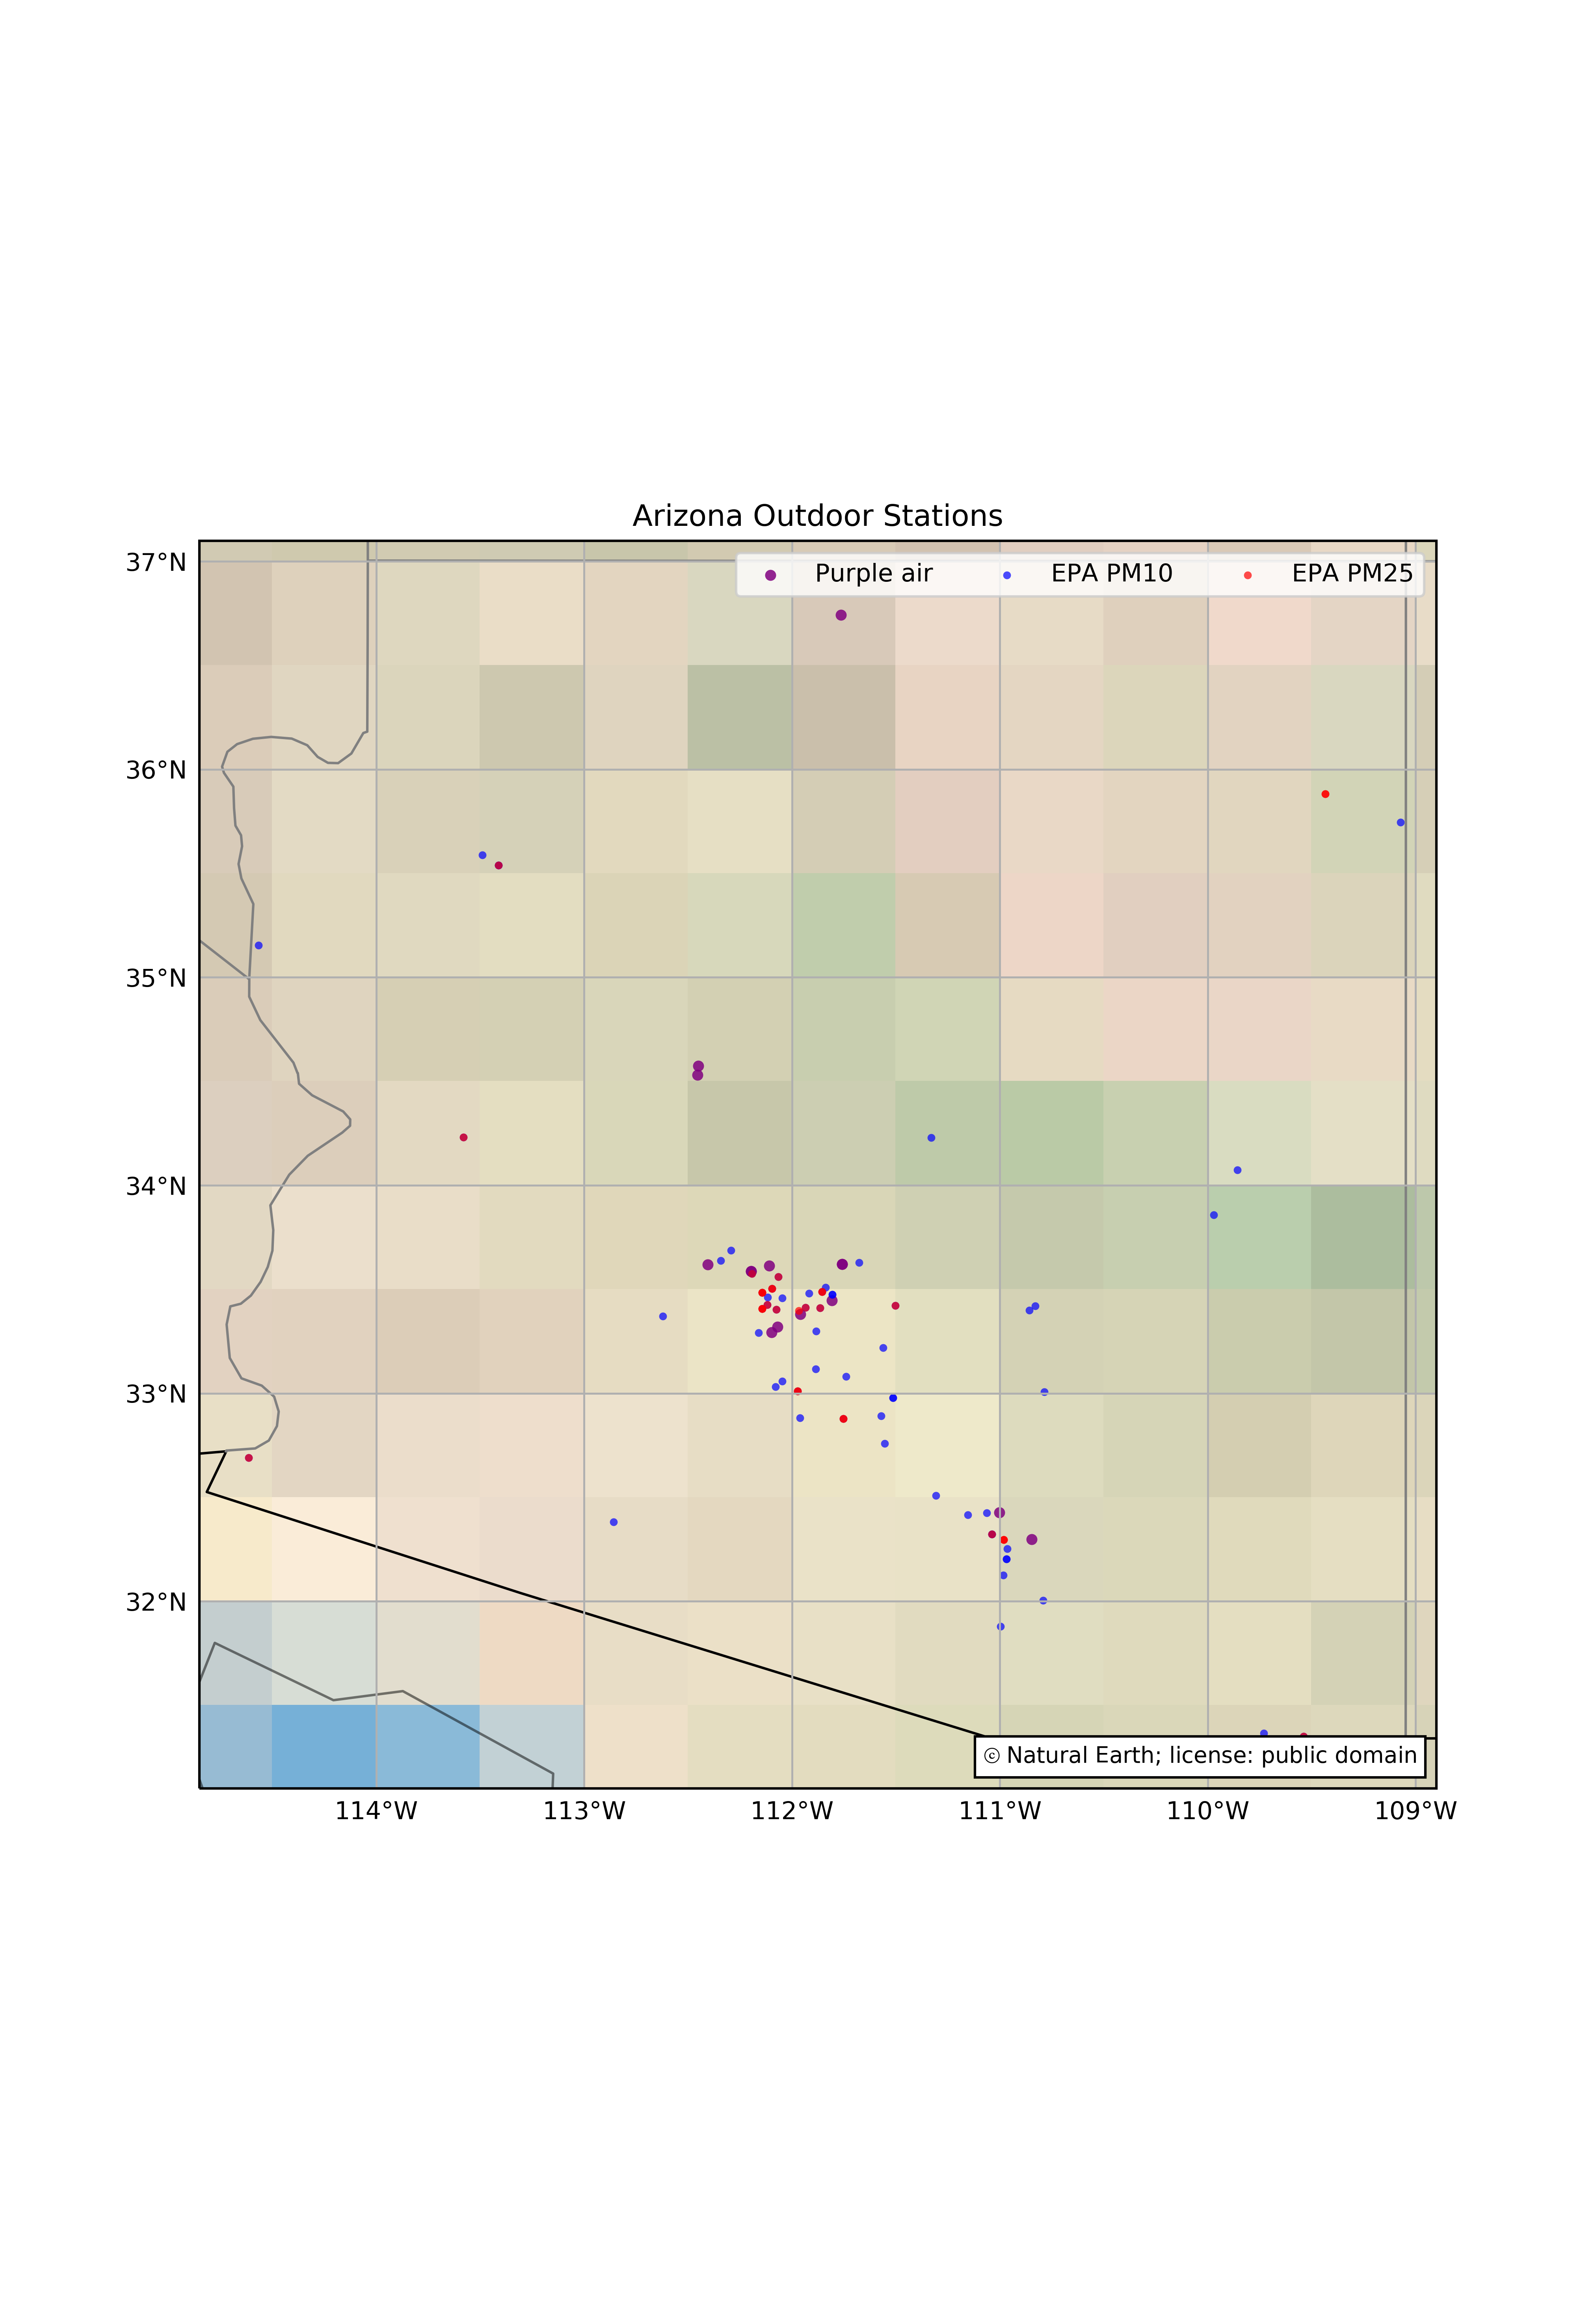 Arizona Outdoor Stations
Purple air EPA PM10 EPA PM25
37°N
36°N
35°N
34°N
33°N
32°N
© Natural Earth; license: public domain
114°W 113°W 112°W 111°W 110°W 109°W